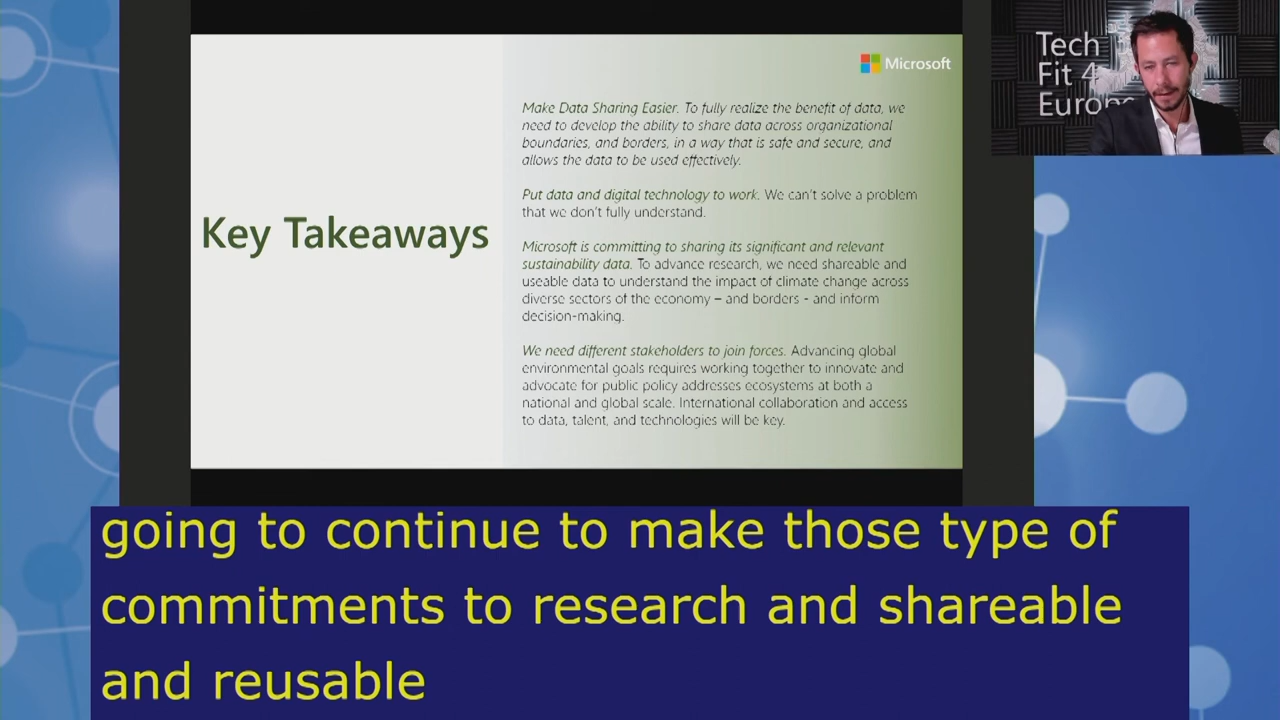 Microsoft
Tech
Fit 4
Europe
Make Data Sharing Easier. To fully realize the benefit of data, we
need to develop the ability to share data across organizational
boundaries, and borders, in a way that is safe and secure, and
allows the data to be used effectively.
Put data and digital technology to work. We can't solve a problem
that we don't fully understand.
Key Takeaways
Microsoft is committing to sharing its significant and relevant
sustainability data. To advance research, we need shareable and
useable data to understand the impact of climate change across
diverse sectors of the economy – and borders - and inform
decision-making.
We need different stakeholders to join forces. Advancing global
environmental goals requires working together to innovate and
advocate for public policy addresses ecosystems at both a
national and global scale. International collaboration and access
to data, talent, and technologies will be key.
going to continue to make those type of
commitments to research and shareable
and reusable